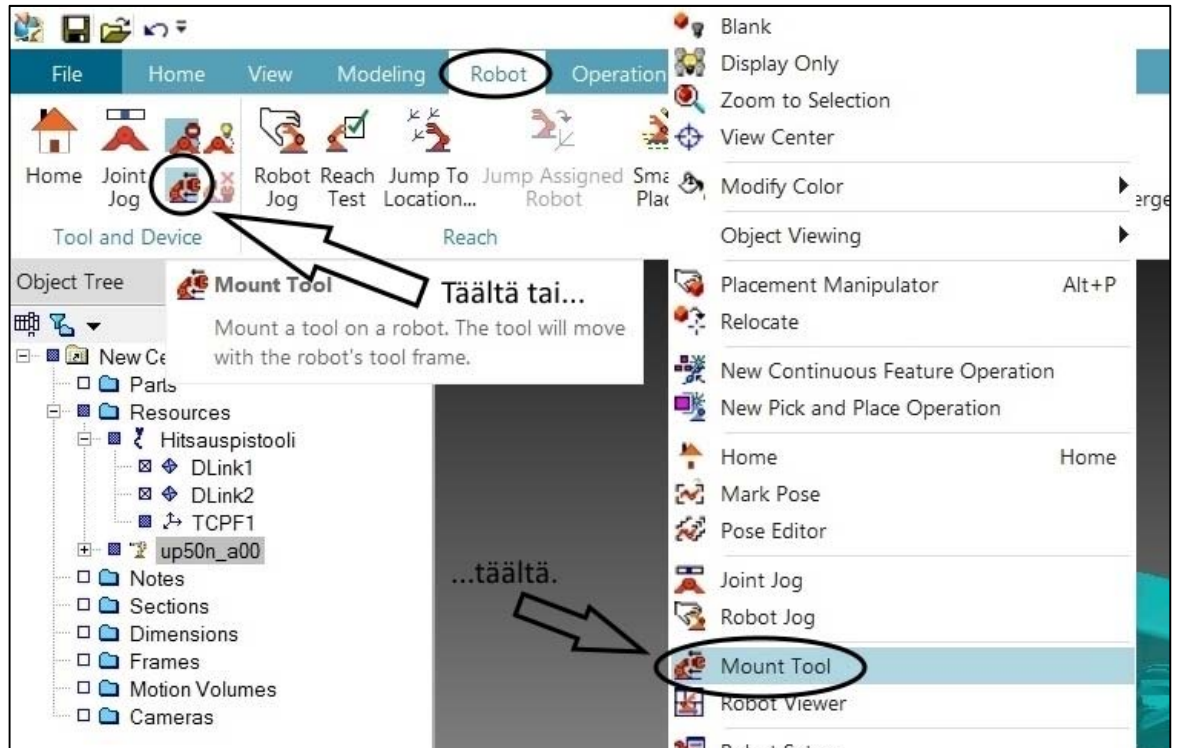 File Home View Modeling Robot Operation
Home
Joint Jog
Robot Jog
Reach Test
Jump To Location...
Jump Assigned Robot
Tool and Device
Reach
Mount Tool
Mount a tool on a robot. The tool will move
with the robot's tool frame.
Täältä tai...
Object Tree
Parts
Resources
Hitsauspistooli
DLink1
DLink2
TCPF1
up50n_a00
Notes
Sections
Dimensions
Frames
Motion Volumes
Cameras
...täältä.
Blank
Display Only
Zoom to Selection
View Center
Modify Color
Object Viewing
Placement Manipulator Alt+P
Relocate
New Continuous Feature Operation
New Pick and Place Operation
Home Home
Mark Pose
Pose Editor
Joint Jog
Robot Jog
Mount Tool
Robot Viewer